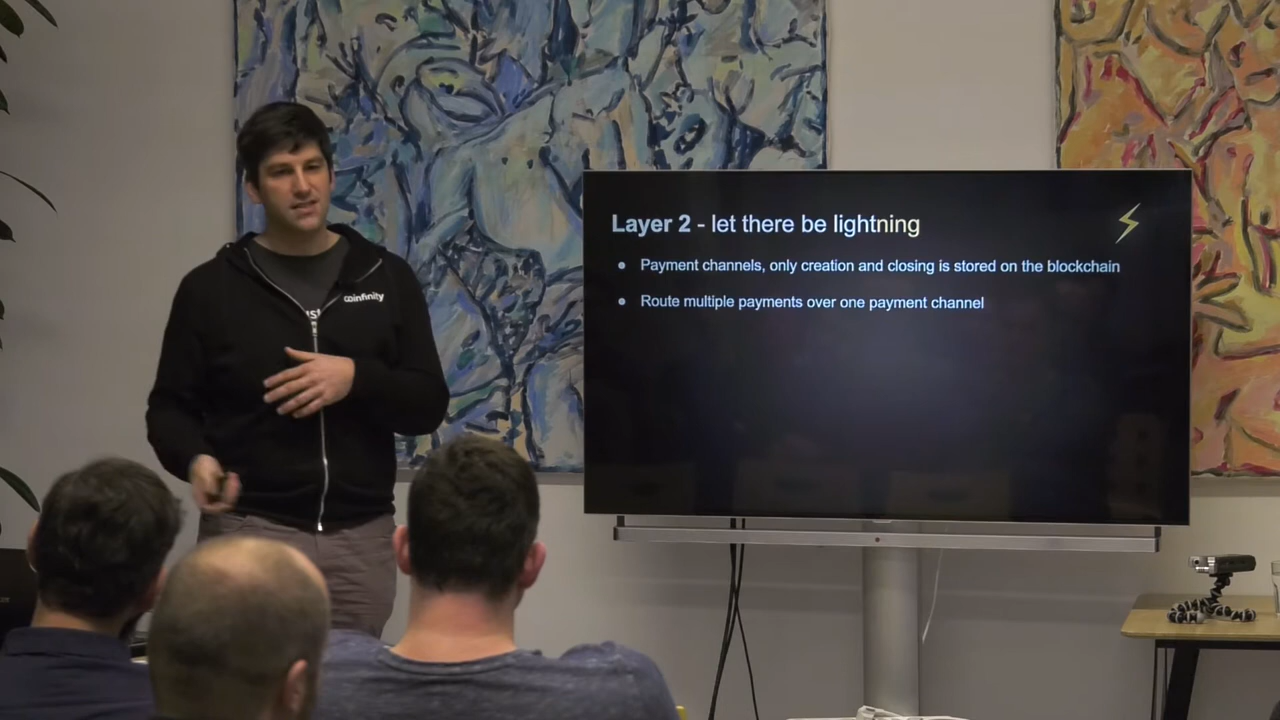 coinfinity
Layer 2 - let there be lightning
• Payment channels, only creation and closing is stored on the blockchain
• Route multiple payments over one payment channel